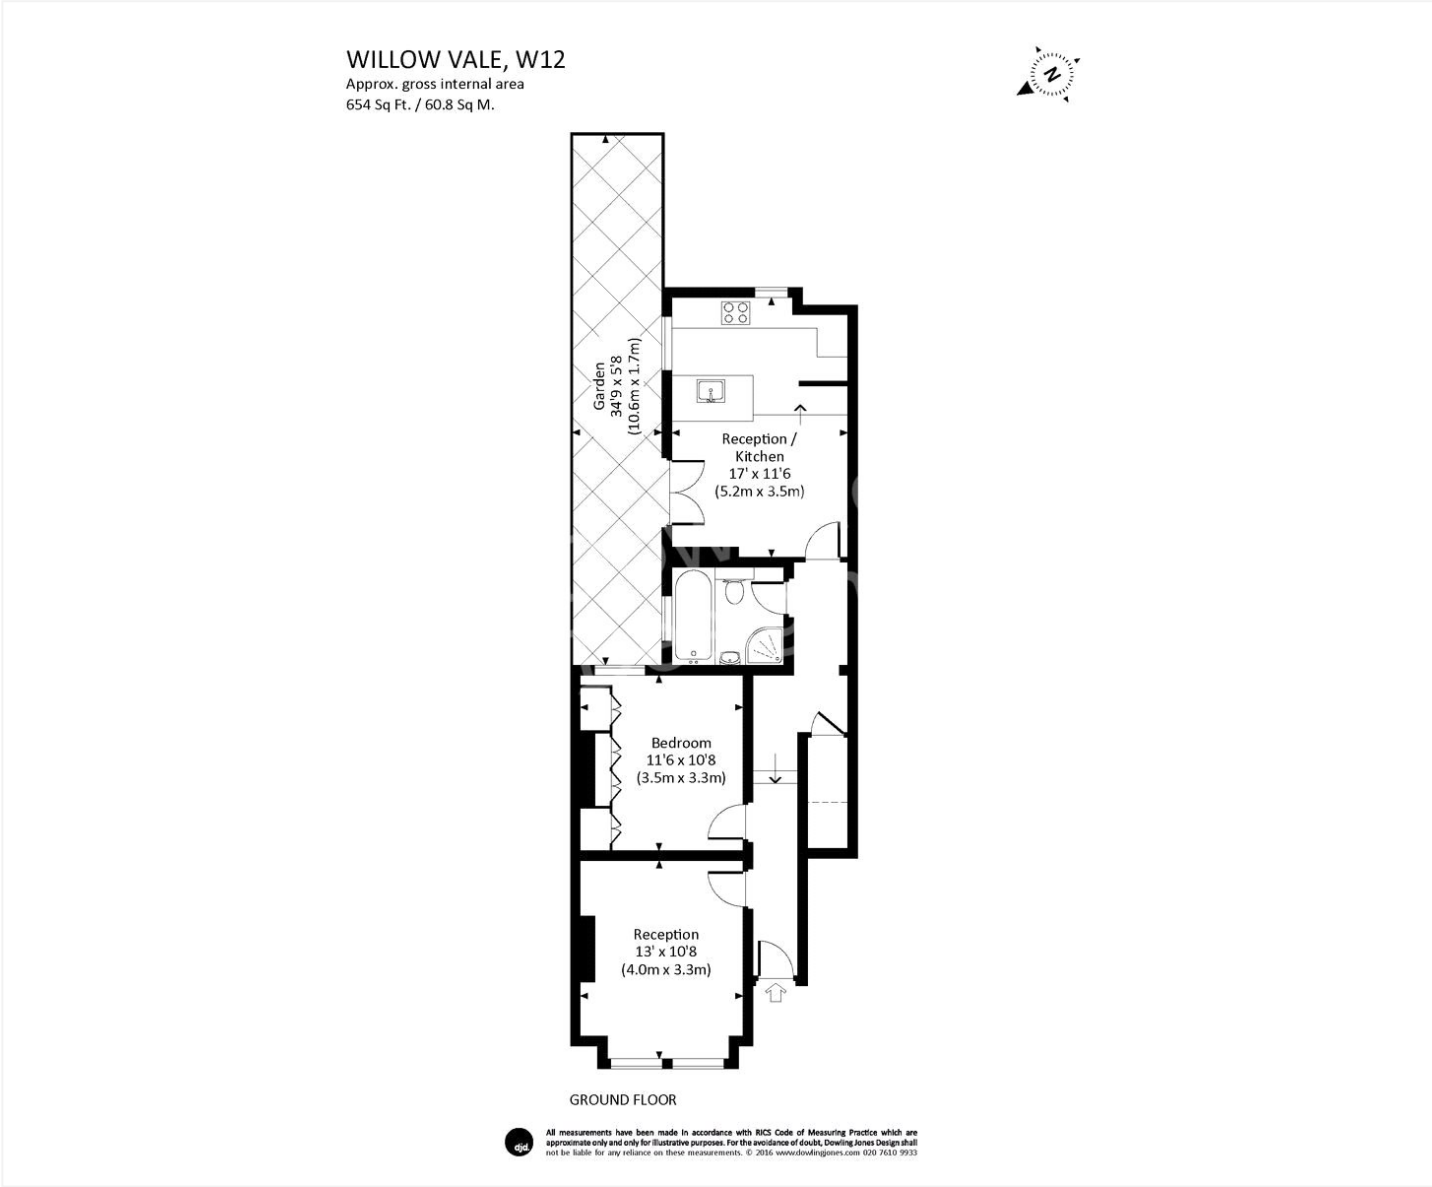 WILLOW VALE, W12
Approx. gross internal area
654 Sq Ft. / 60.8 Sq M.
N
Garden
34'9 x 5'8
(10.6m x 1.7m)
Reception /
Kitchen
17' x 11'6
(5.2m x 3.5m)
Bedroom
11'6 x 10'8
(3.5m x 3.3m)
Reception
13' x 10'8
(4.0m x 3.3m)
GROUND FLOOR
djd.
All measurements have been made in accordance with RICS Code of Measuring Practice which are
approximate only and only for illustrative purposes. For the avoidance of doubt, Dowling Jones Design shall
not be liable for any reliance on these measurements. © 2016 www.dowlingjones.com 020 7610 9933